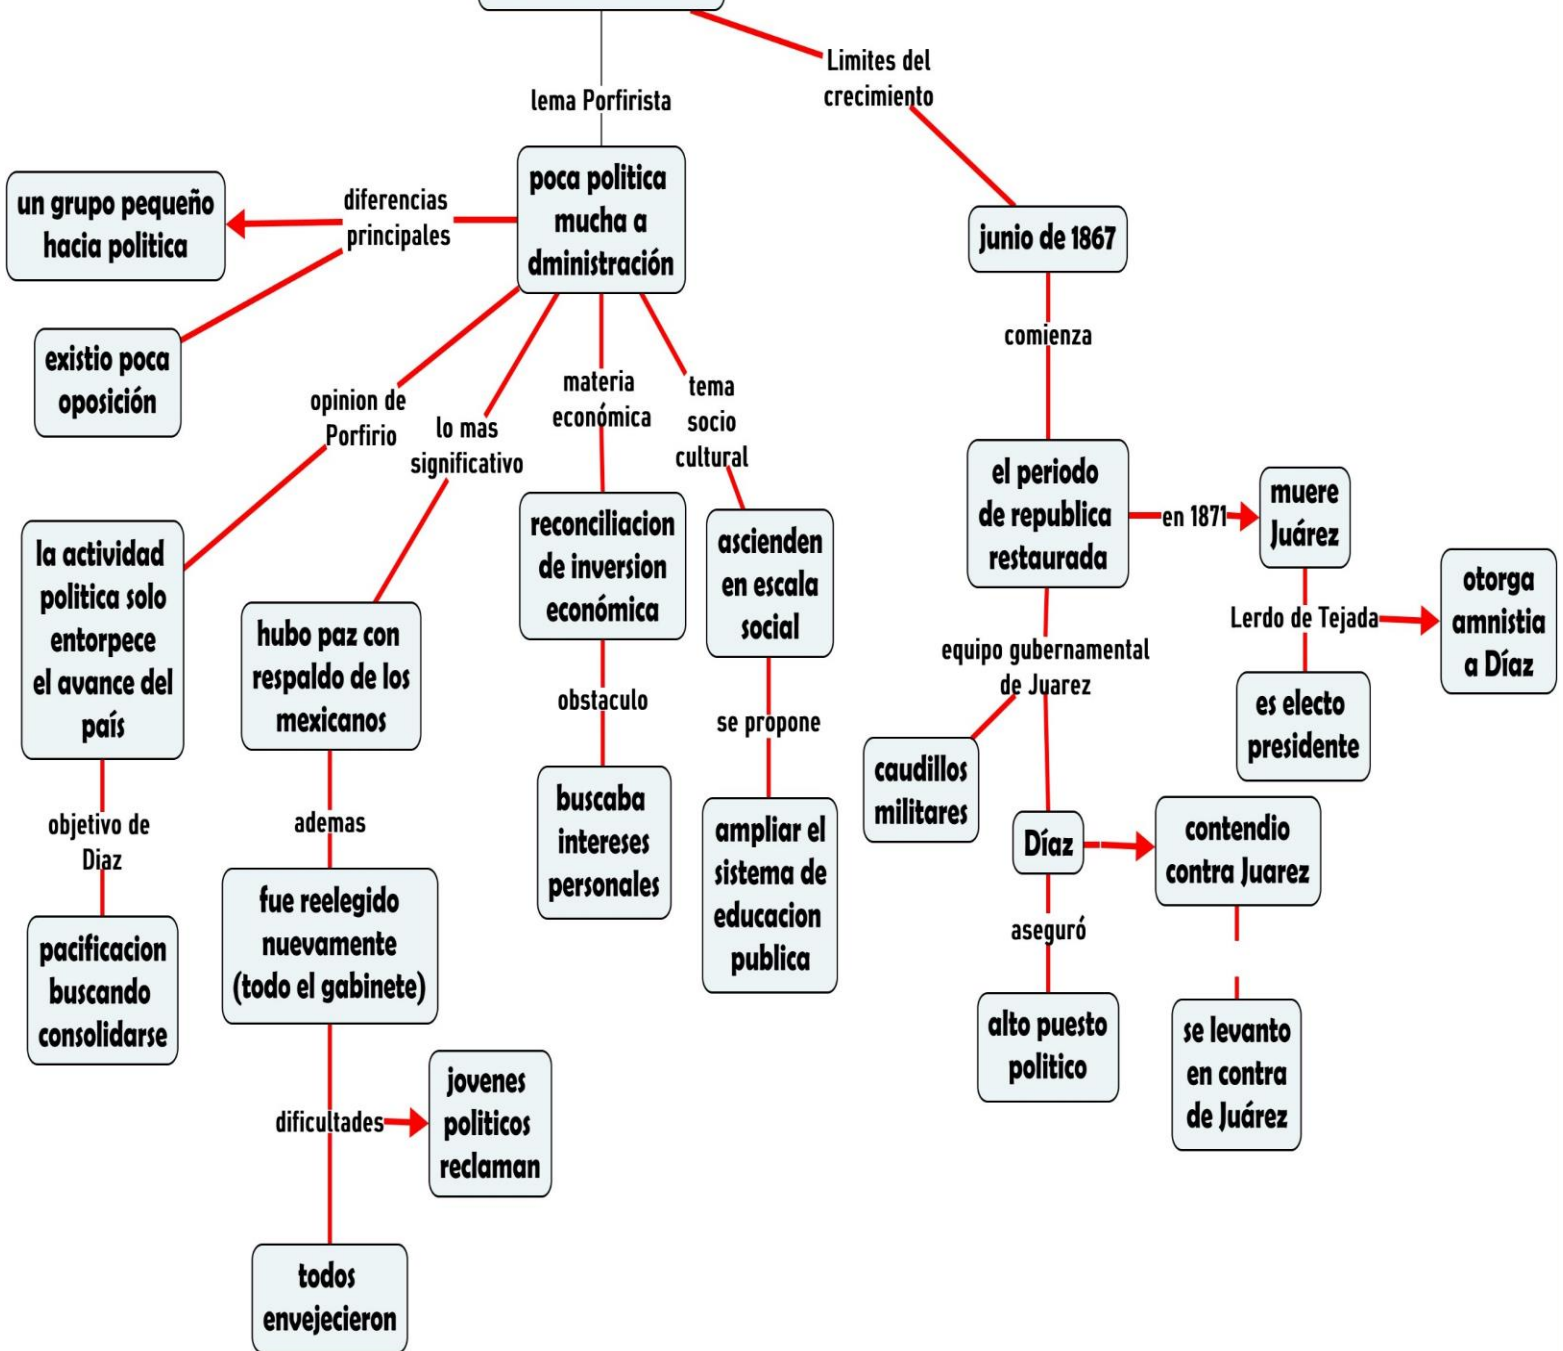 Limites del
crecimiento
lema Porfirista
poca politica
mucha a
dministración
diferencias
principales
un grupo pequeño
hacia politica
existio poca
oposición
opinion de
Porfirio
la actividad
politica solo
entorpece
el avance del
país
objetivo de
Diaz
pacificacion
buscando
consolidarse
lo mas
significativo
hubo paz con
respaldo de los
mexicanos
ademas
fue reelegido
nuevamente
(todo el gabinete)
dificultades
jovenes
politicos
reclaman
todos
envejecieron
materia
económica
reconciliacion
de inversion
económica
obstaculo
buscaba
intereses
personales
tema
socio
cultural
ascienden
en escala
social
se propone
ampliar el
sistema de
educacion
publica
junio de 1867
comienza
el periodo
de republica
restaurada
en 1871
muere
Juárez
Lerdo de Tejada
otorga
amnistia
a Díaz
es electo
presidente
equipo gubernamental
de Juarez
caudillos
militares
Díaz
contendio
contra Juarez
aseguró
alto puesto
politico
se levanto
en contra
de Juárez